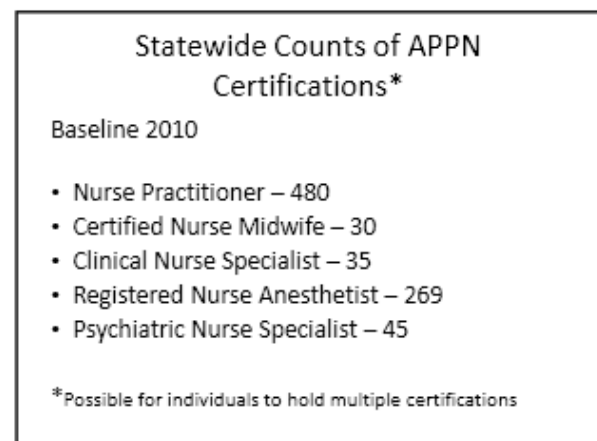 Statewide Counts of APPN
Certifications*
Baseline 2010
• Nurse Practitioner – 480
• Certified Nurse Midwife – 30
• Clinical Nurse Specialist – 35
• Registered Nurse Anesthetist – 269
• Psychiatric Nurse Specialist – 45
*Possible for individuals to hold multiple certifications